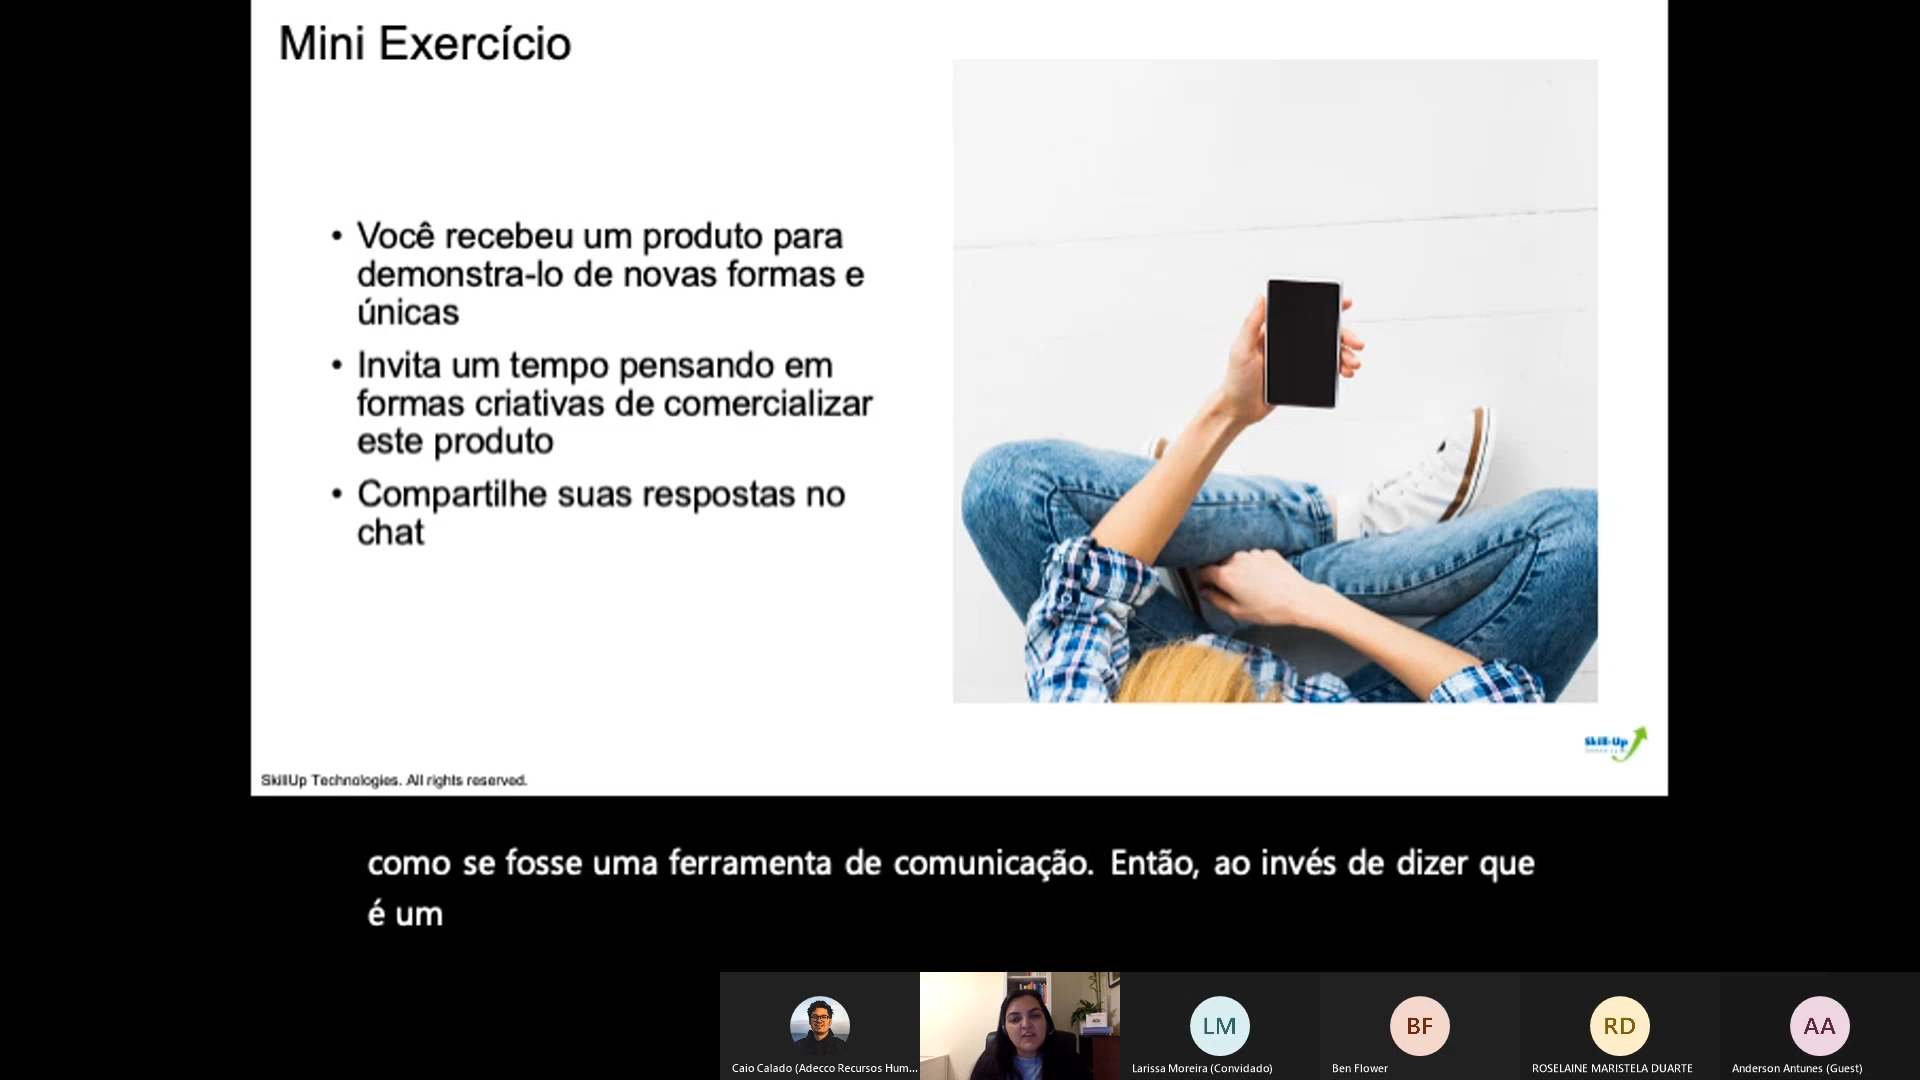 Mini Exercício
• Você recebeu um produto para
demonstra-lo de novas formas e
únicas
• Invita um tempo pensando em
formas criativas de comercializar
este produto
• Compartilhe suas respostas no
chat
Skill-Up
SkillUp Technologies. All rights reserved.
como se fosse uma ferramenta de comunicação. Então, ao invés de dizer que
é um
LM
BF
RD
AA
Caio Calado (Adecco Recursos Hum...
Larissa Moreira (Convidado)
Ben Flower
ROSELAINE MARISTELA DUARTE
Anderson Antunes (Guest)